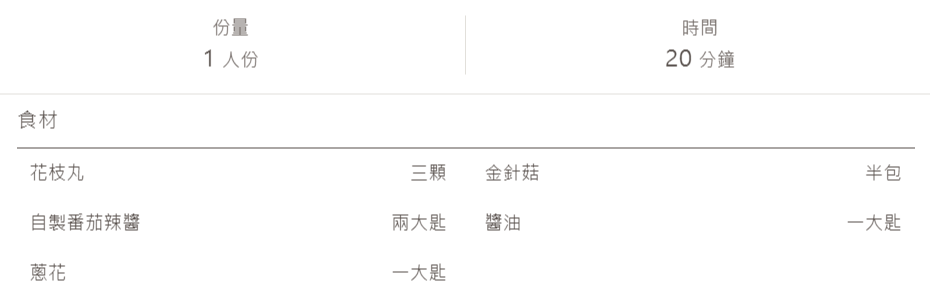 份量
1 人份
時間
20 分鐘
食材
花枝丸 三顆
金針菇 半包
自製番茄辣醬 兩大匙
醬油 一大匙
蔥花 一大匙